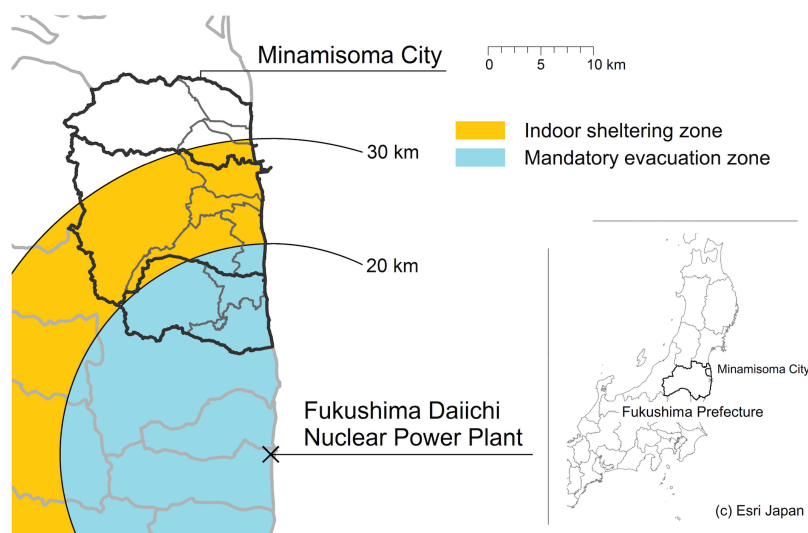 Minamisoma City
0 5 10 km
Indoor sheltering zone
Mandatory evacuation zone
30 km
20 km
Fukushima Daiichi
Nuclear Power Plant
Minamisoma City
Fukushima Prefecture
(c) Esri Japan